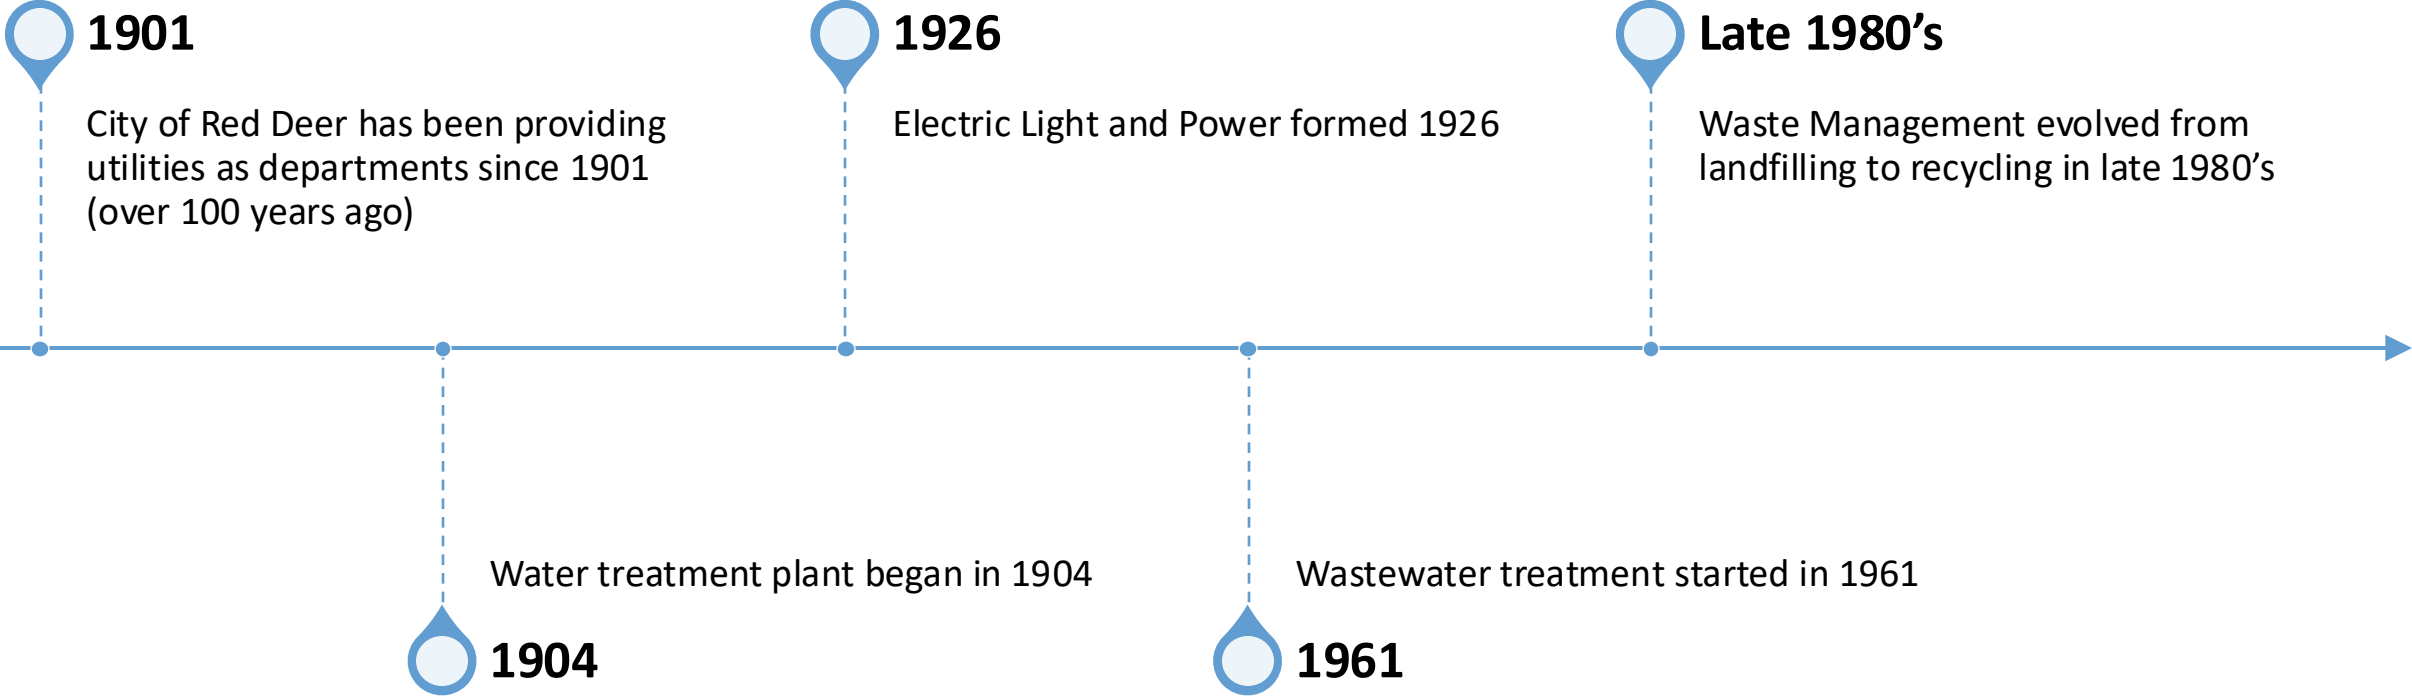 1901
City of Red Deer has been providing
utilities as departments since 1901
(over 100 years ago)
1926
Electric Light and Power formed 1926
Late 1980’s
Waste Management evolved from
landfilling to recycling in late 1980’s
Water treatment plant began in 1904
1904
Wastewater treatment started in 1961
1961